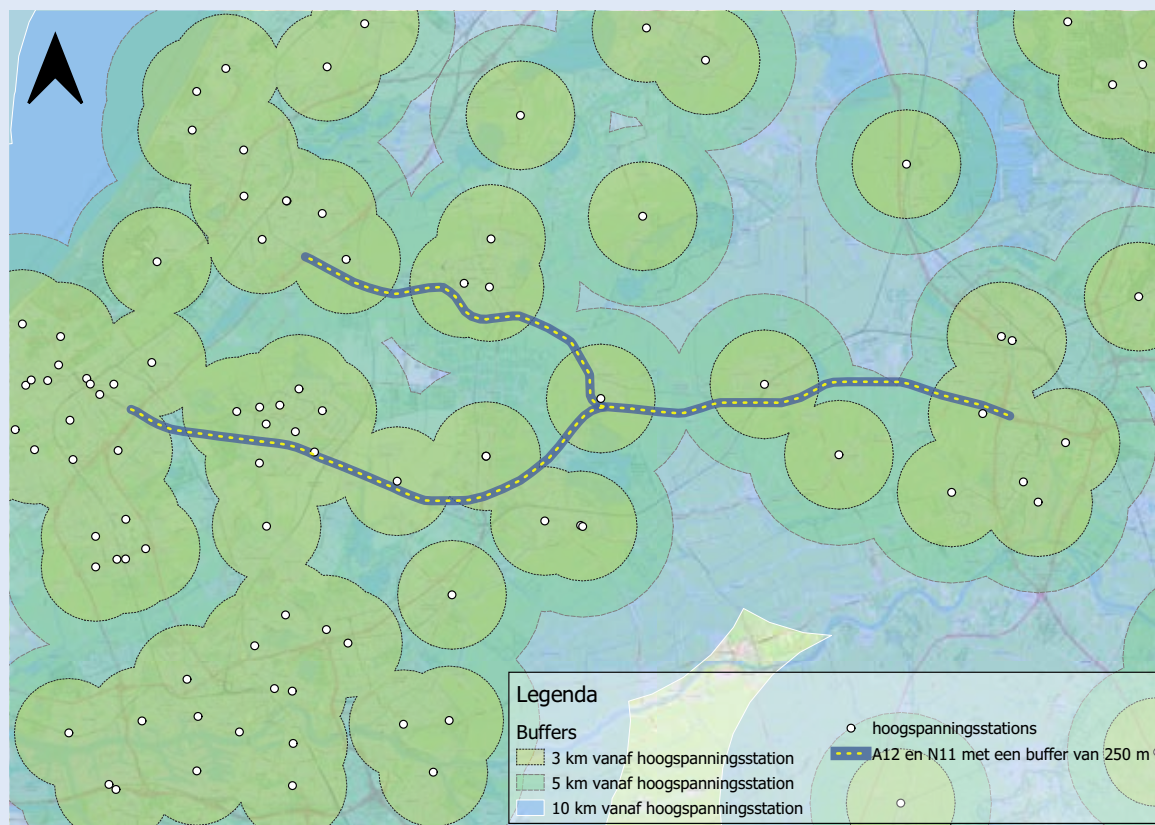 Legenda
Buffers
3 km vanaf hoogspanningsstation
5 km vanaf hoogspanningsstation
10 km vanaf hoogspanningsstation
hoogspanningsstations
A12 en N11 met een buffer van 250 m